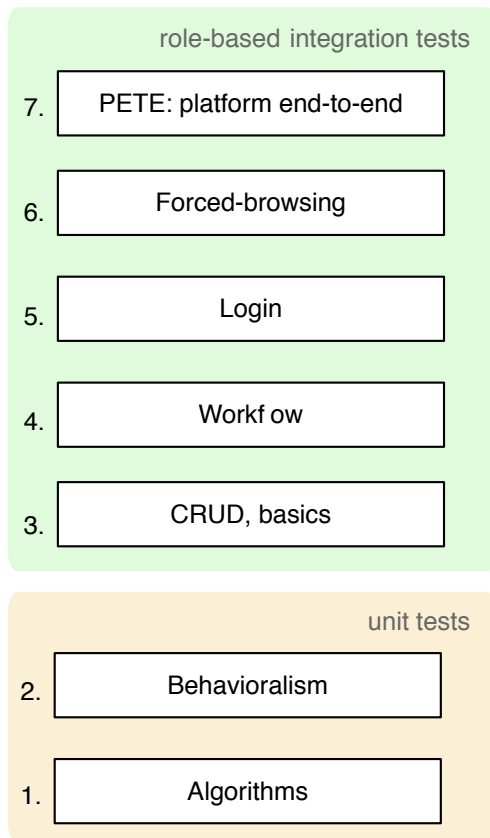 role-based integration tests
7. PETE: platform end-to-end
6. Forced-browsing
5. Login
4. Workf ow
3. CRUD, basics
unit tests
2. Behavioralism
1. Algorithms